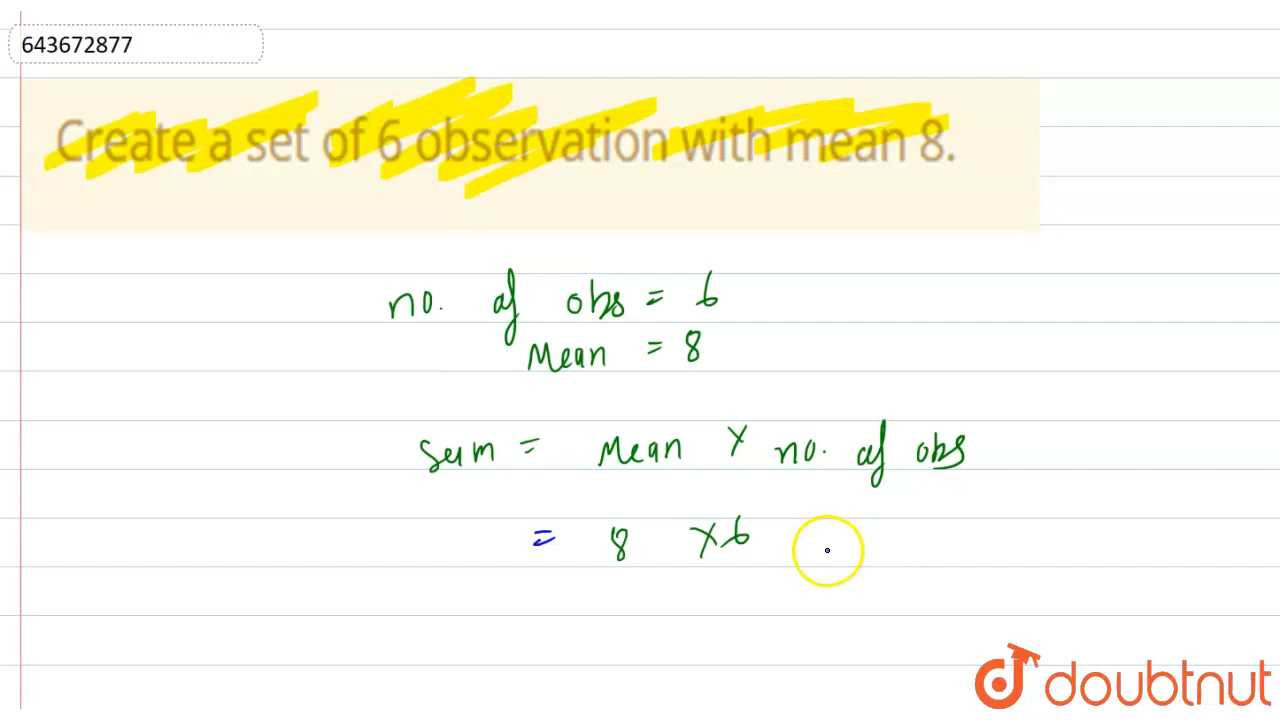 643672877
Create a set of 6 observation with mean 8.
no. of obs = 6
Mean = 8
Sum = Mean × no. of obs
= 8 × 6
doubtnut